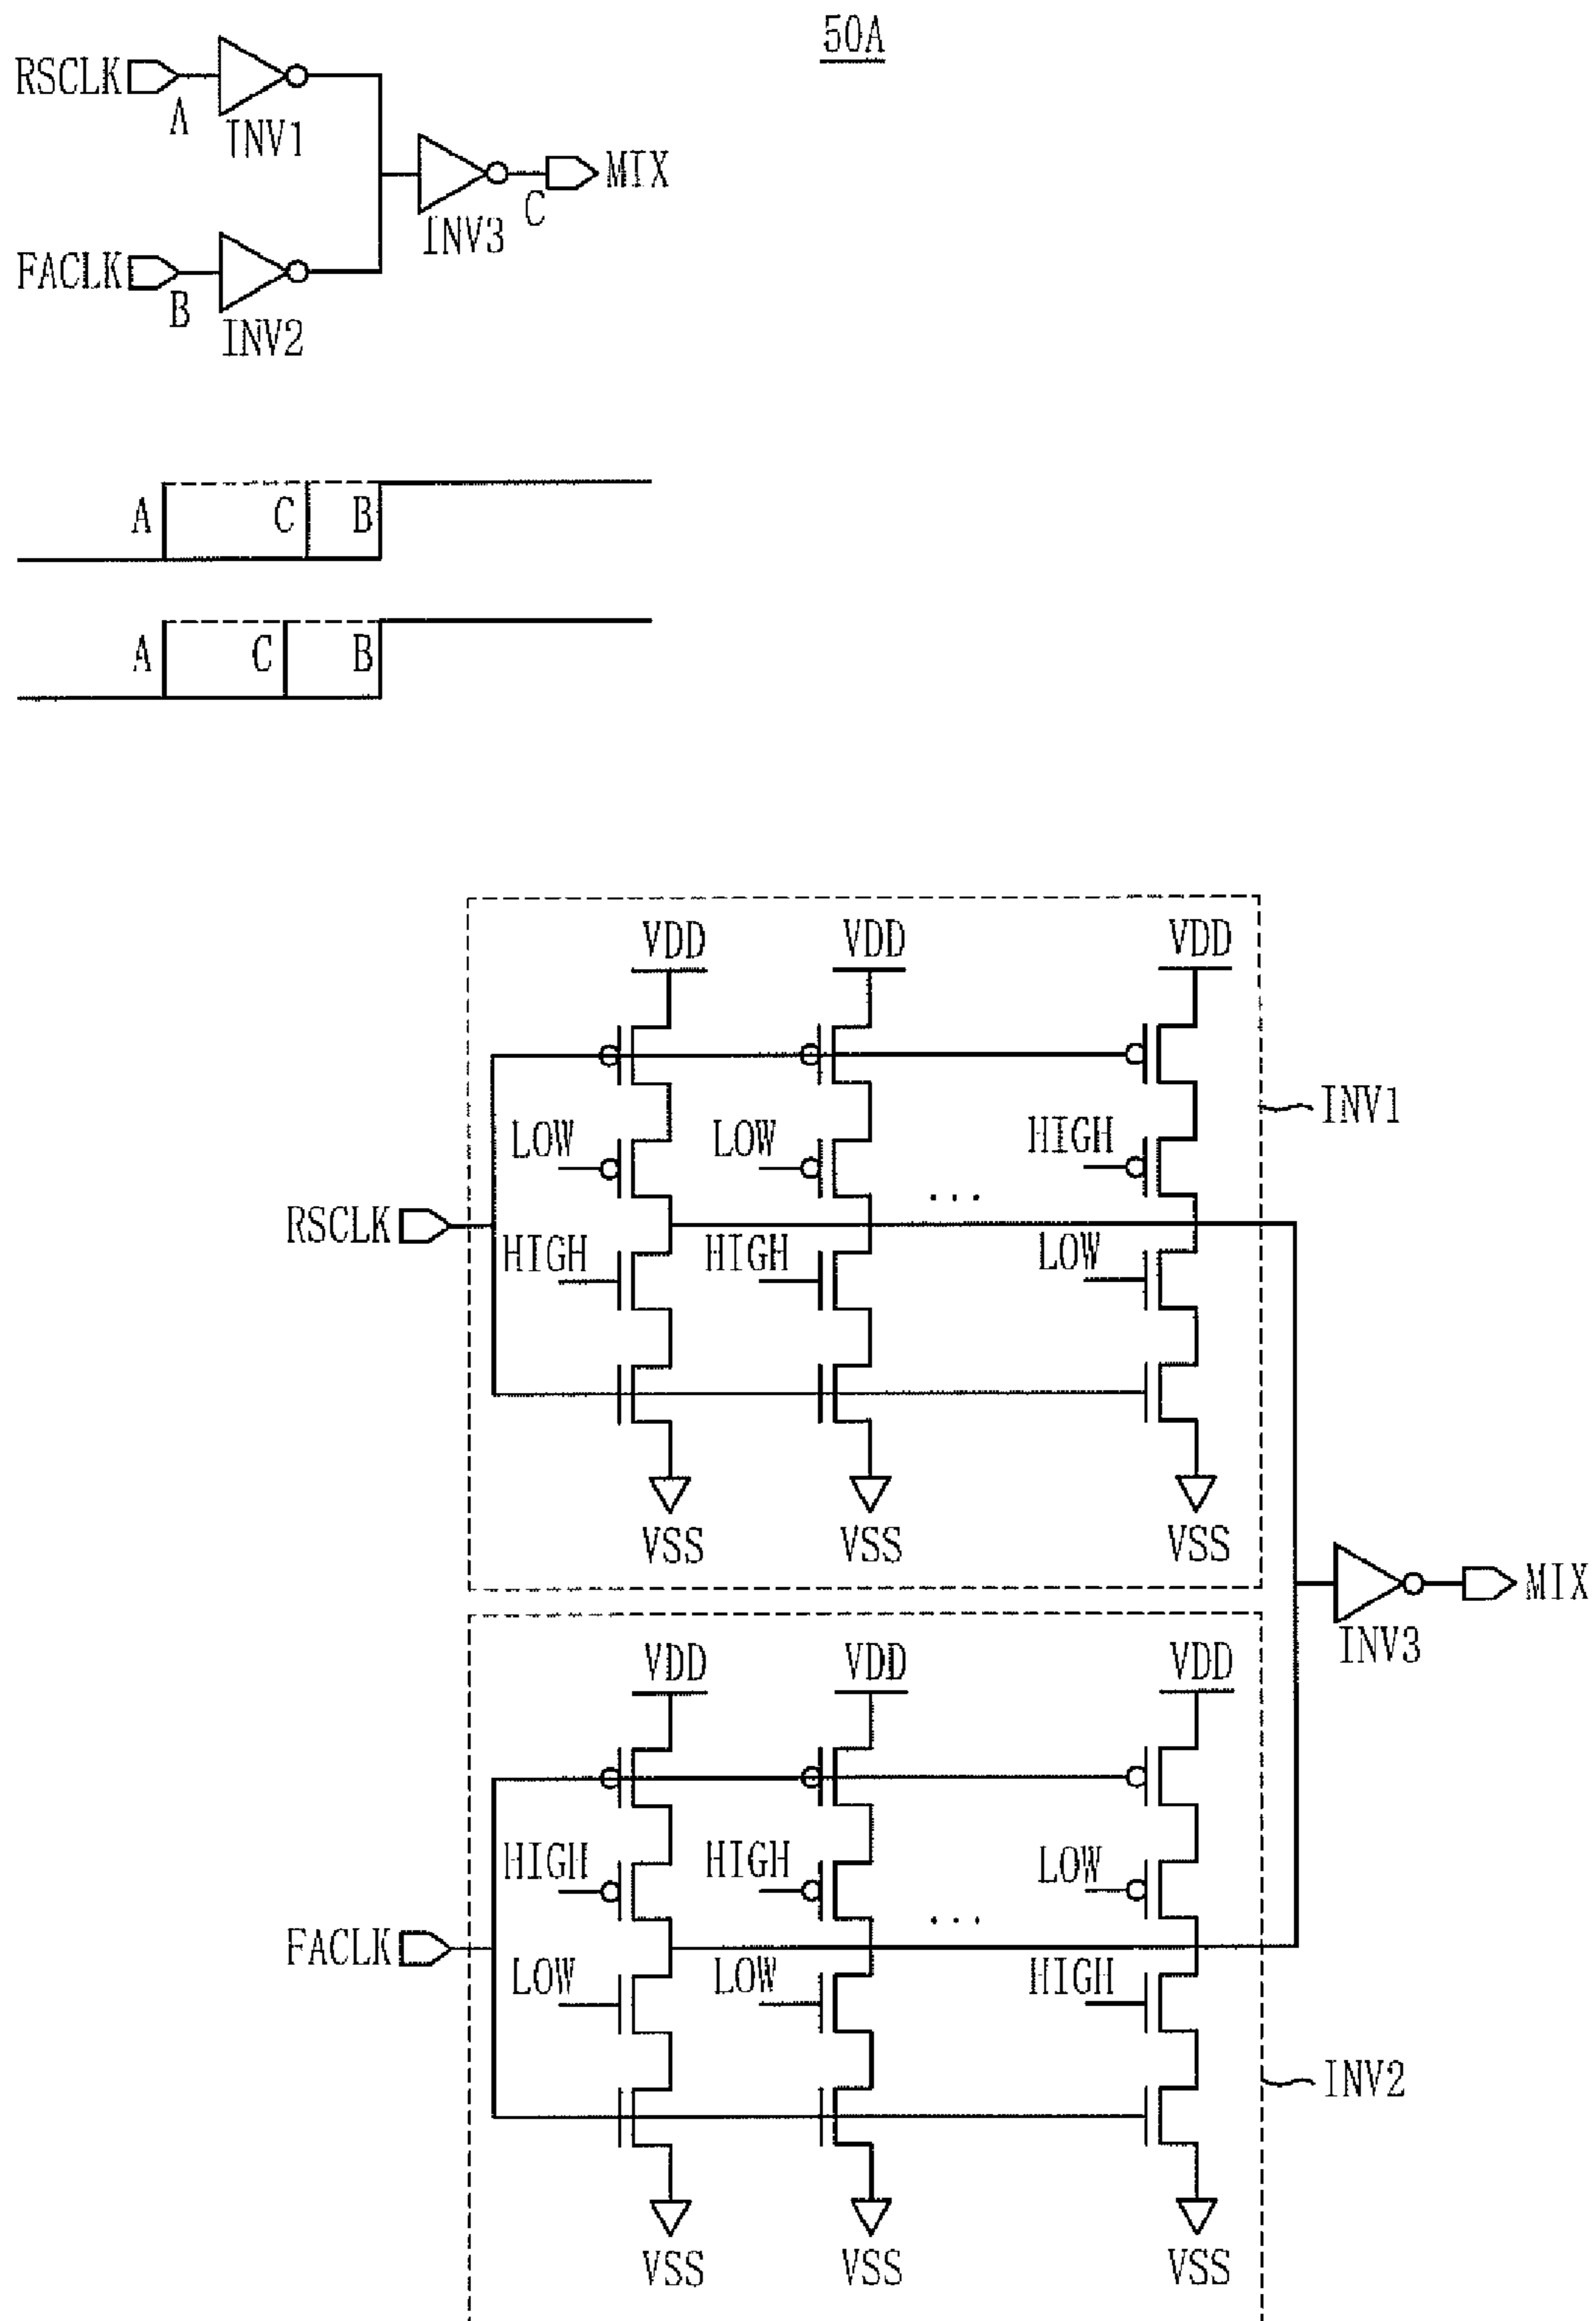 50A
RSCLK
A
INV1
MIX
C
INV3
FACLK
B
INV2
A C B
A C B
VDD VDD VDD
INV1
LOW LOW HIGH
...
RSCLK
HIGH HIGH LOW
VSS VSS VSS
MIX
INV3
VDD VDD VDD
HIGH HIGH LOW
...
FACLK
LOW LOW HIGH
INV2
VSS VSS VSS